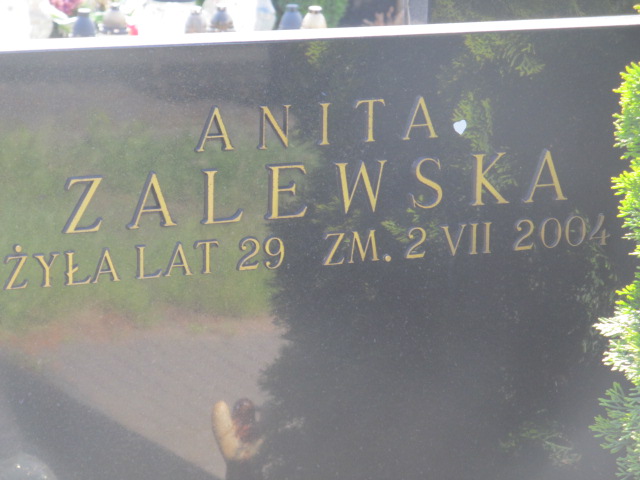 ANITA
ZALEWSKA
ŻYŁA LAT 29 ZM. 2 VII 2004